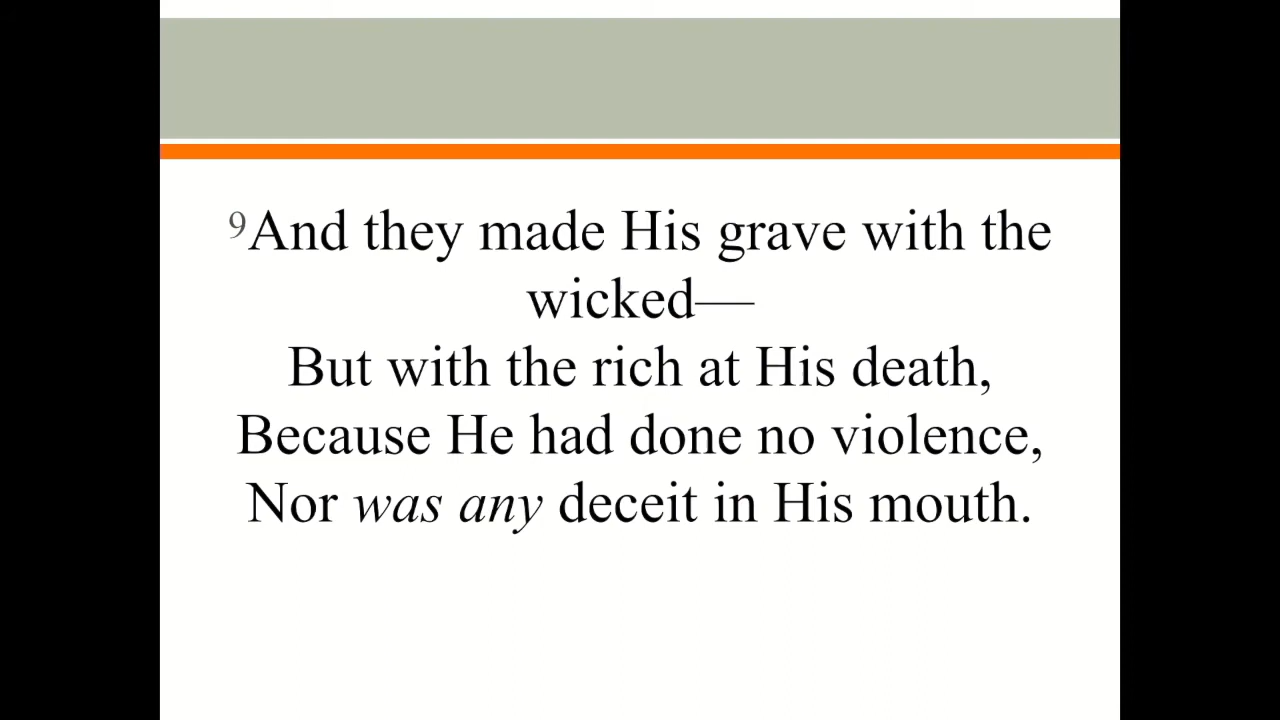 9And they made His grave with the
wicked—
But with the rich at His death,
Because He had done no violence,
Nor was any deceit in His mouth.